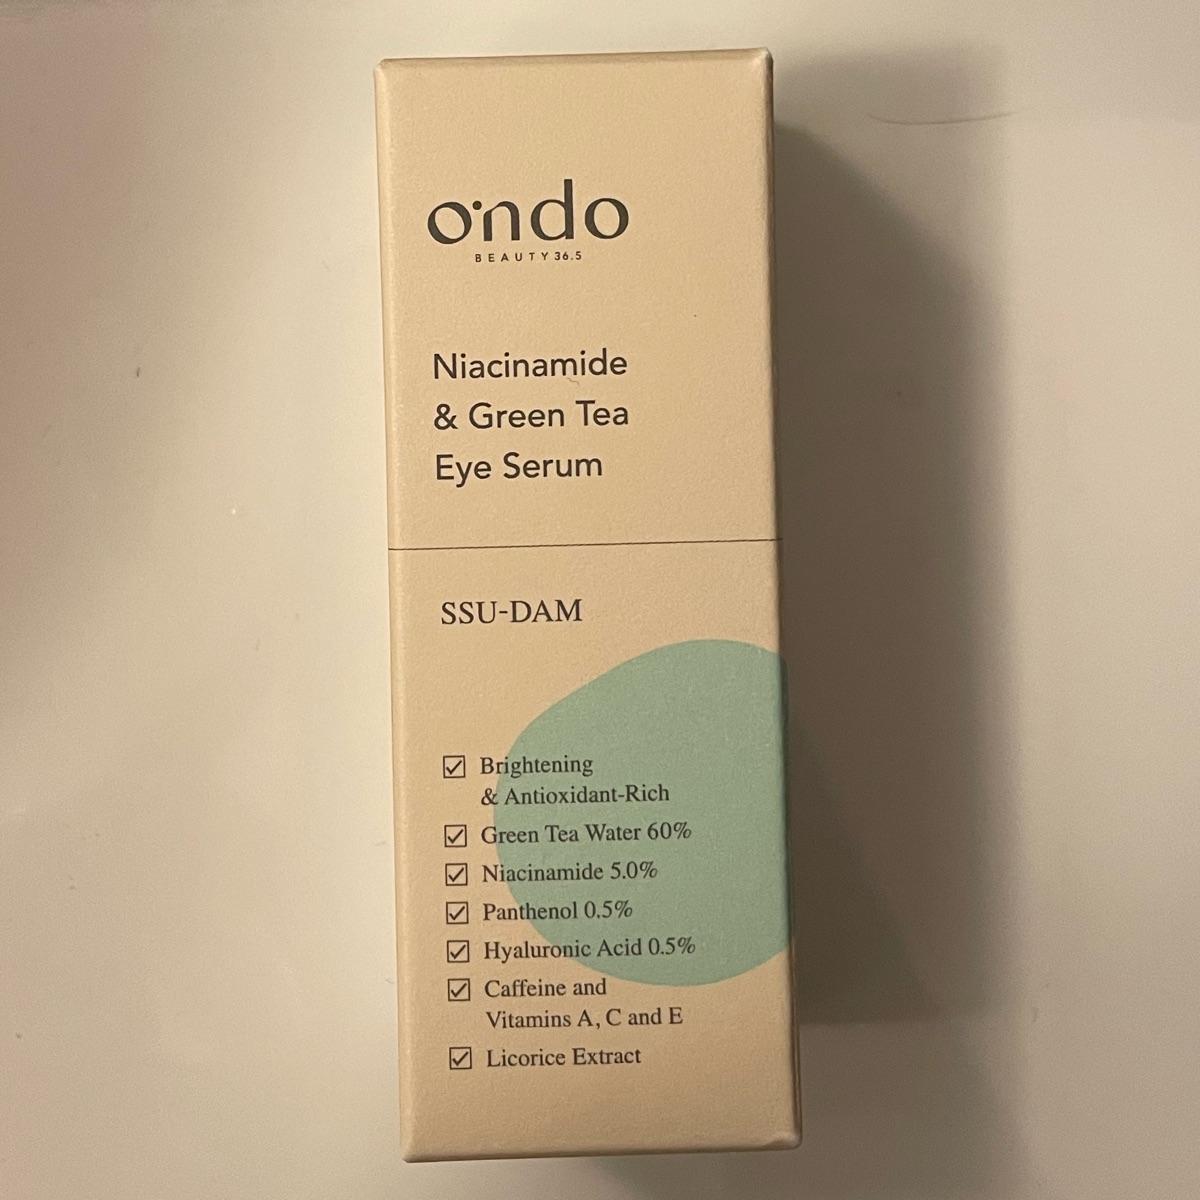 ondo
BEAUTY 36.5
Niacinamide
& Green Tea
Eye Serum
SSU-DAM
Brightening
& Antioxidant-Rich
Green Tea Water 60%
Niacinamide 5.0%
Panthenol 0.5%
Hyaluronic Acid 0.5%
Caffeine and
Vitamins A, C and E
Licorice Extract